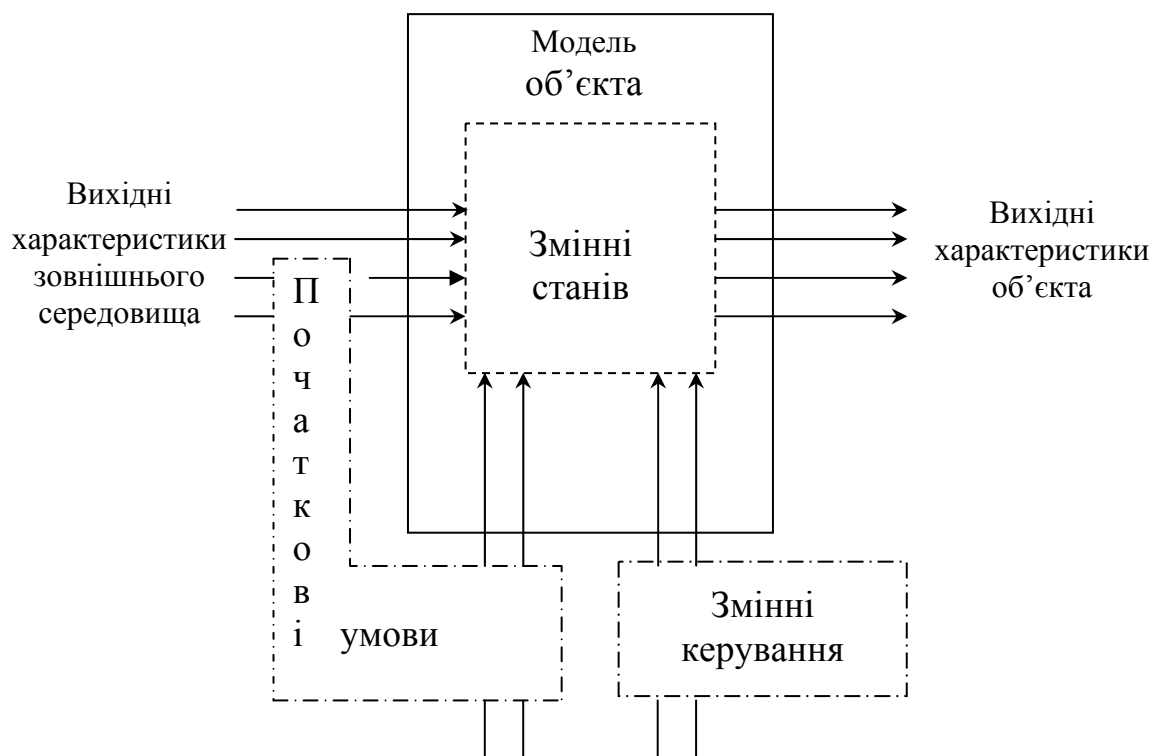 Модель
об’єкта
Вихідні
характеристики
зовнішнього
середовища
Змінні
станів
Вихідні
характеристики
об’єкта
П
о
ч
а
т
к
о
в
і умови
Змінні
керування